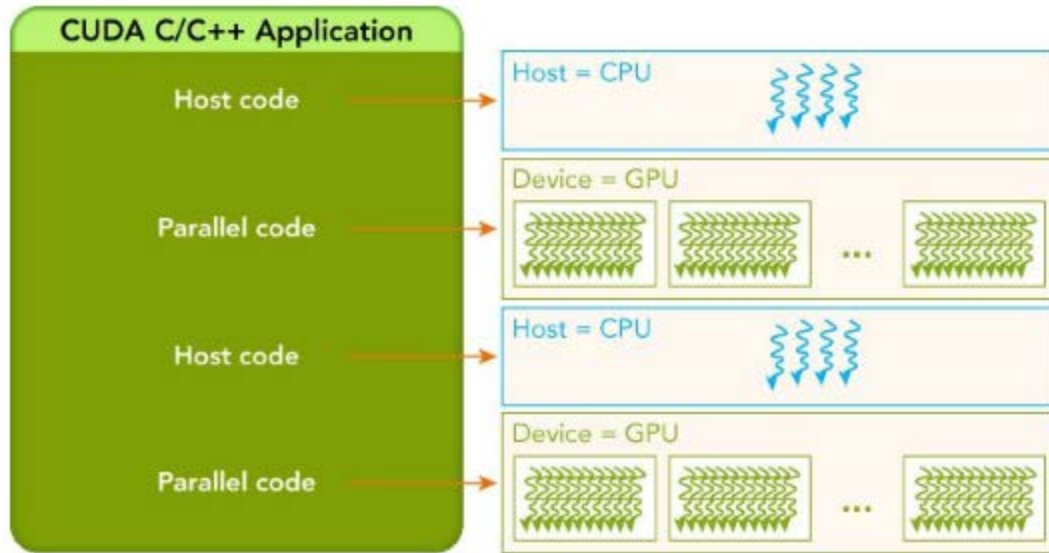 CUDA C/C++ Application
Host code
Host = CPU
Parallel code
Device = GPU
...
Host code
Host = CPU
Parallel code
Device = GPU
...